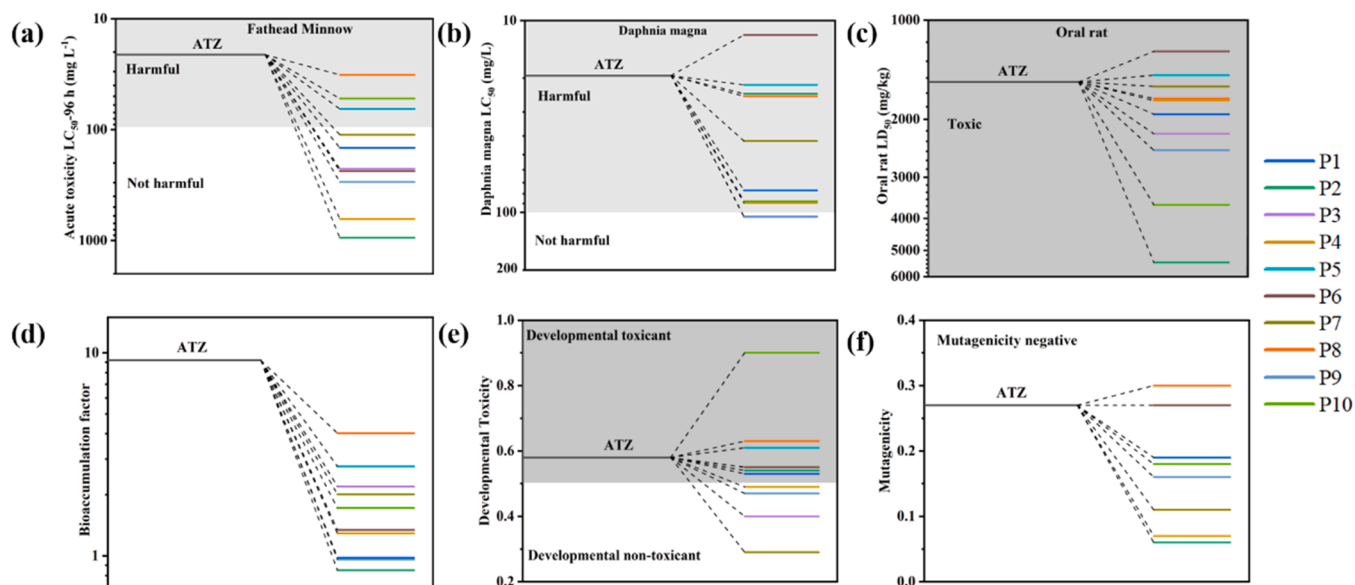 (a)
Acute toxicity LC50-96 h (mg L-1)
10
100
1000
Fathead Minnow
ATZ
Harmful
Not harmful
(b)
Daphnia magna LC50 (mg/L)
10
100
200
Daphnia magna
ATZ
Harmful
Not harmful
(c)
Oral rat LD50 (mg/kg)
1000
2000
3000
4000
5000
6000
Oral rat
ATZ
Toxic
P1
P2
P3
P4
P5
P6
P7
P8
P9
P10
(d)
Bioaccumulation factor
10
1
ATZ
(e)
Developmental Toxicity
1.0
0.8
0.6
0.4
0.2
Developmental toxicant
ATZ
Developmental non-toxicant
(f)
Mutagenicity
0.4
0.3
0.2
0.1
0.0
Mutagenicity negative
ATZ